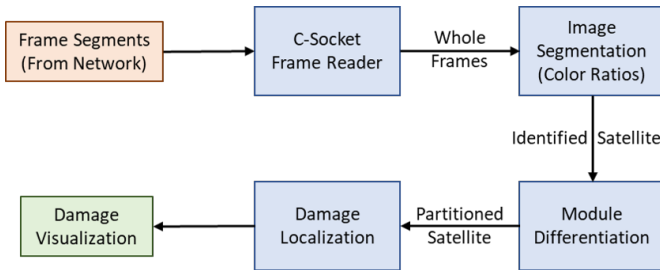 Frame Segments
(From Network)
C-Socket
Frame Reader
Whole
Frames
Image
Segmentation
(Color Ratios)
Identified Satellite
Module
Differentiation
Partitioned
Satellite
Damage
Localization
Damage
Visualization